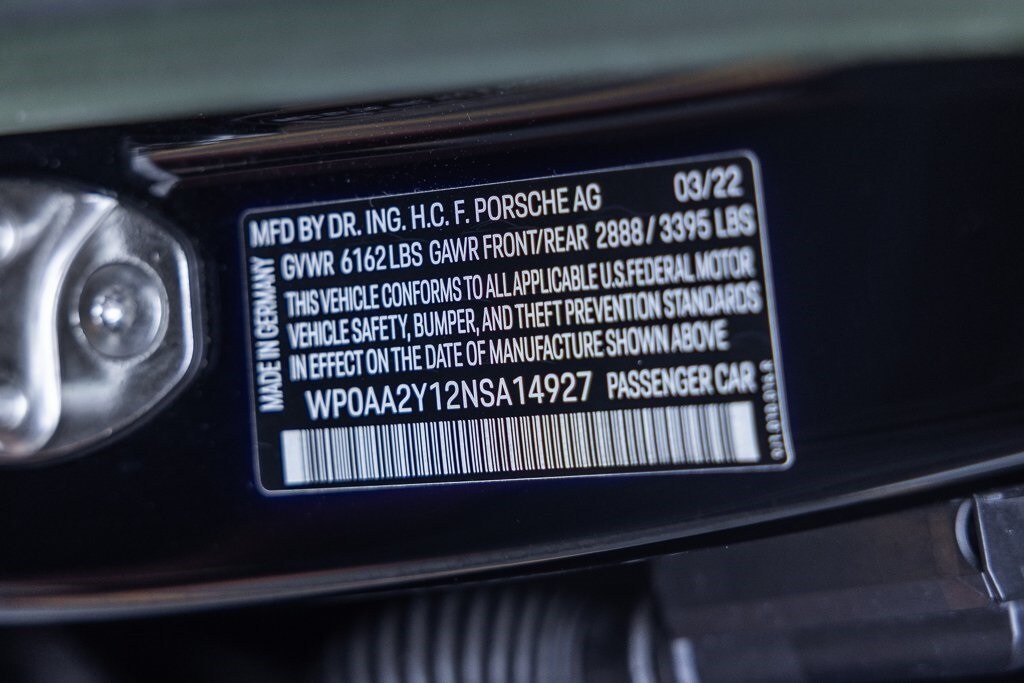 MFD BY DR. ING. H.C. F. PORSCHE AG 03/22
GVWR 6162 LBS GAWR FRONT/REAR 2888 / 3395 LBS
THIS VEHICLE CONFORMS TO ALL APPLICABLE U.S. FEDERAL MOTOR
VEHICLE SAFETY, BUMPER, AND THEFT PREVENTION STANDARDS
IN EFFECT ON THE DATE OF MANUFACTURE SHOWN ABOVE
WP0AA2Y12NSA14927 PASSENGER CAR
MADE IN GERMANY